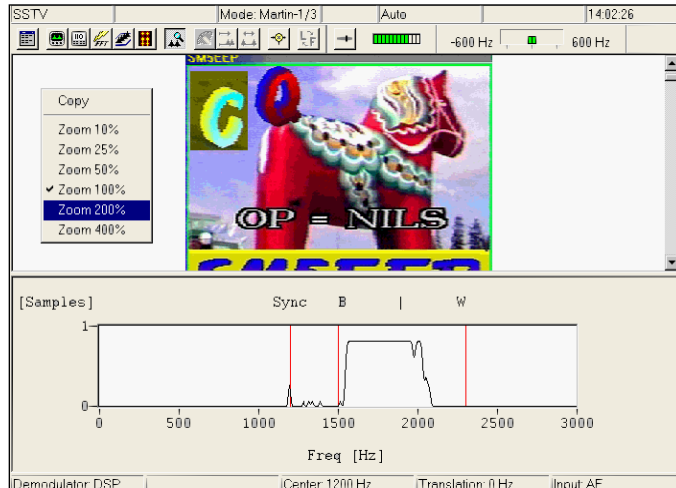 SSTV Mode: Martin-1/3 Auto 14:02:26
-600 Hz 600 Hz
SM5EEP
CQ
Copy
Zoom 10%
Zoom 25%
Zoom 50%
Zoom 100%
Zoom 200%
Zoom 400%
OP = NILS
SM5EEP
[Samples] Sync B | W
1
0
0 500 1000 1500 2000 2500 3000
Freq [Hz]
Demodulator: DSP Center: 1200 Hz Translation: 0 Hz Input: AF